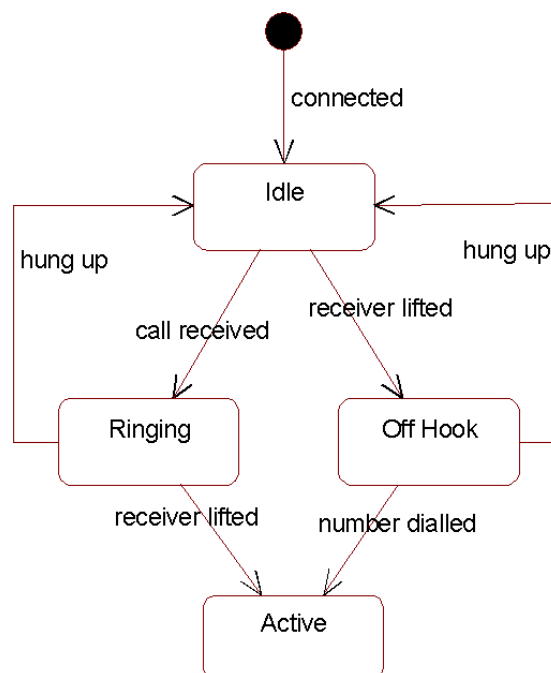 connected
Idle
hung up
hung up
receiver lifted
call received
Ringing
Off Hook
receiver lifted
number dialled
Active